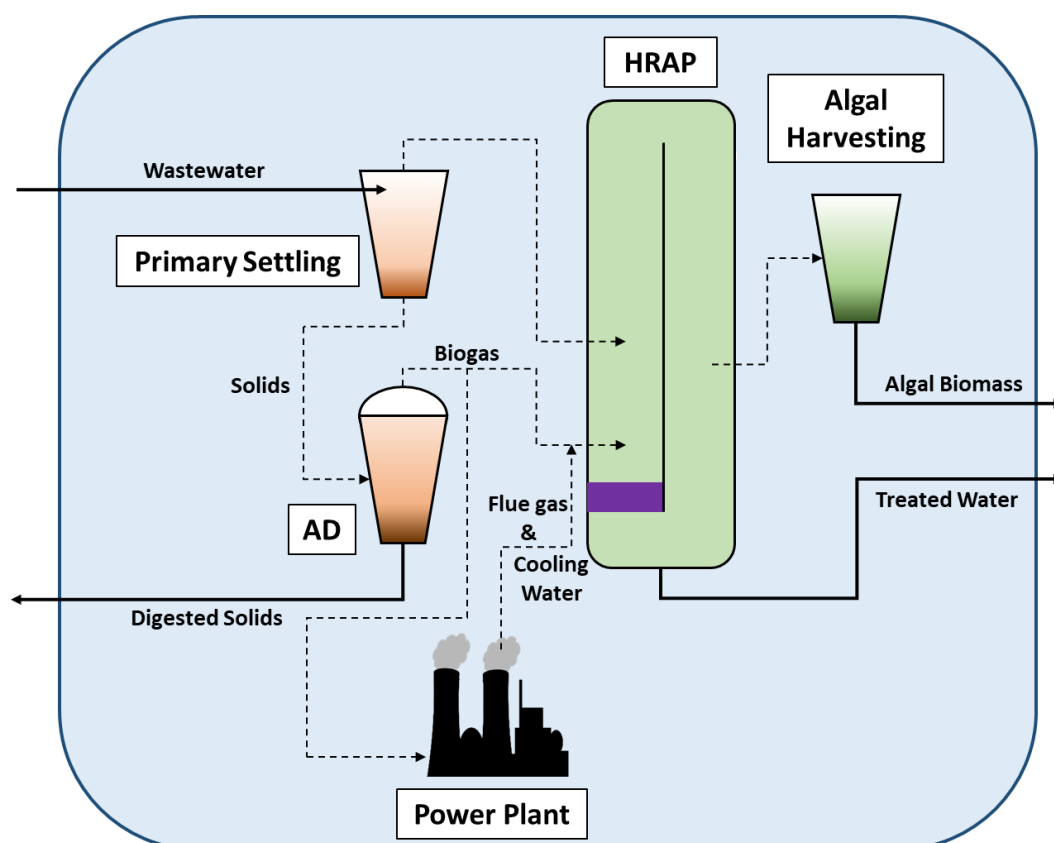 HRAP
Algal
Harvesting
Wastewater
Primary Settling
Biogas
Solids
Algal Biomass
AD
Flue gas
&
Cooling
Water
Treated Water
Digested Solids
Power Plant